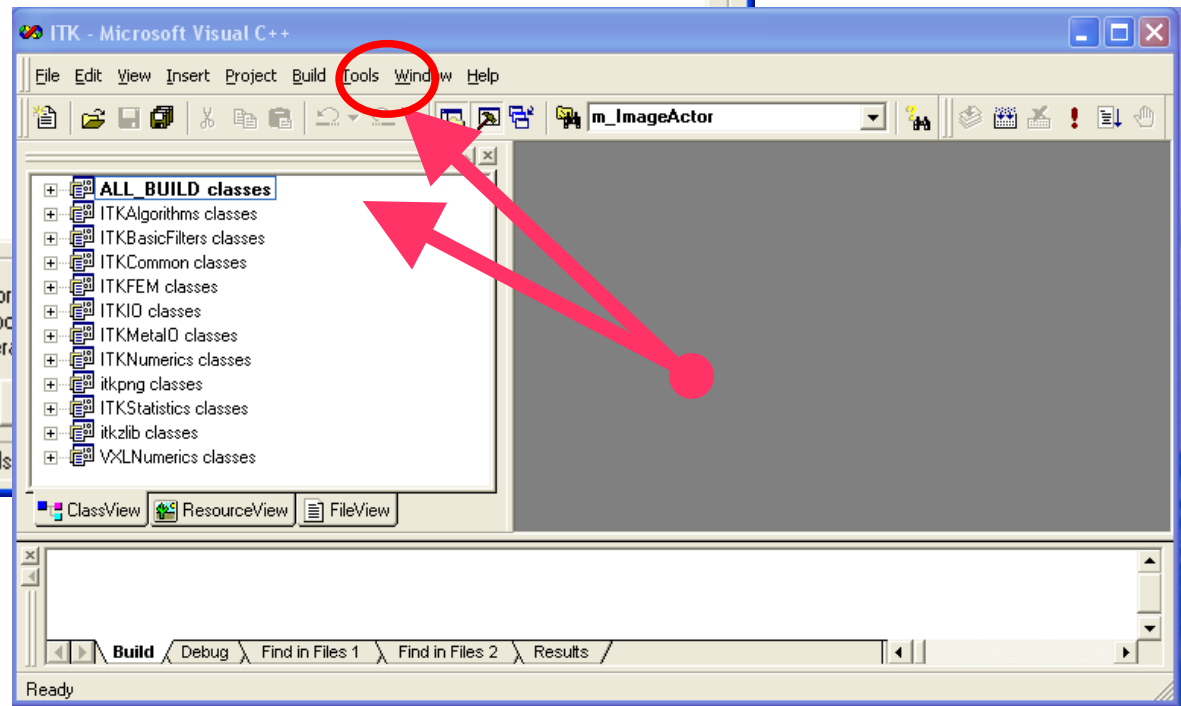 ITK - Microsoft Visual C++
File Edit View Insert Project Build Tools Window Help
m_ImageActor
ALL_BUILD classes
ITKAlgorithms classes
ITKBasicFilters classes
ITKCommon classes
ITKFEM classes
ITKIO classes
ITKMetaIO classes
ITKNumerics classes
itkpng classes
ITKStatistics classes
itkzlib classes
VXLNumerics classes
ClassView ResourceView FileView
Build Debug Find in Files 1 Find in Files 2 Results
Ready